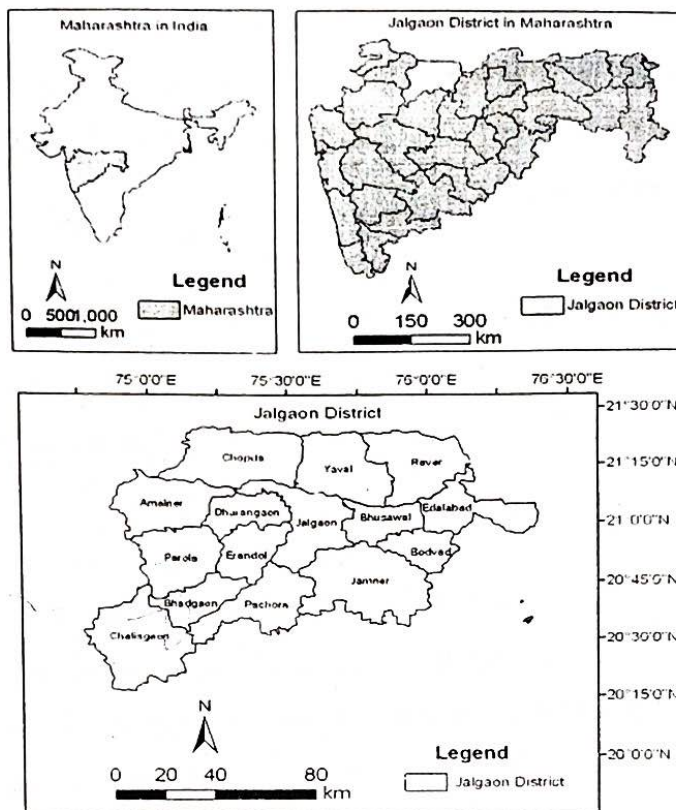 Maharashtra in India
N
Legend
0 5001,000
Maharashtra
km
Jalgaon District in Maharashtra
N
Legend
Jalgaon District
0 150 300
km
75°0'0"E 75°30'0"E 76°0'0"E 76°30'0"E
Jalgaon District
21°30'0"N
21°15'0"N
21°0'0"N
20°45'0"N
20°30'0"N
20°15'0"N
20°0'0"N
Chopda
Yaval
Raver
Amalner
Dharangaon
Jalgaon
Bhusawal
Edalabad
Parola
Erandol
Bodvad
Jamner
Bhadgaon
Pachora
Chalisgaon
N
0 20 40 80
km
Legend
Jalgaon District